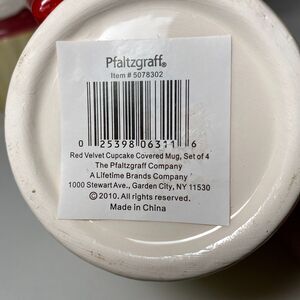 Pfaltzgraff®
Item # 5078302
0 25398 06311 6
Red Velvet Cupcake Covered Mug, Set of 4
The Pfaltzgraff Company
A Lifetime Brands Company
1000 Stewart Ave., Garden City, NY 11530
© 2010. All rights reserved.
Made in China